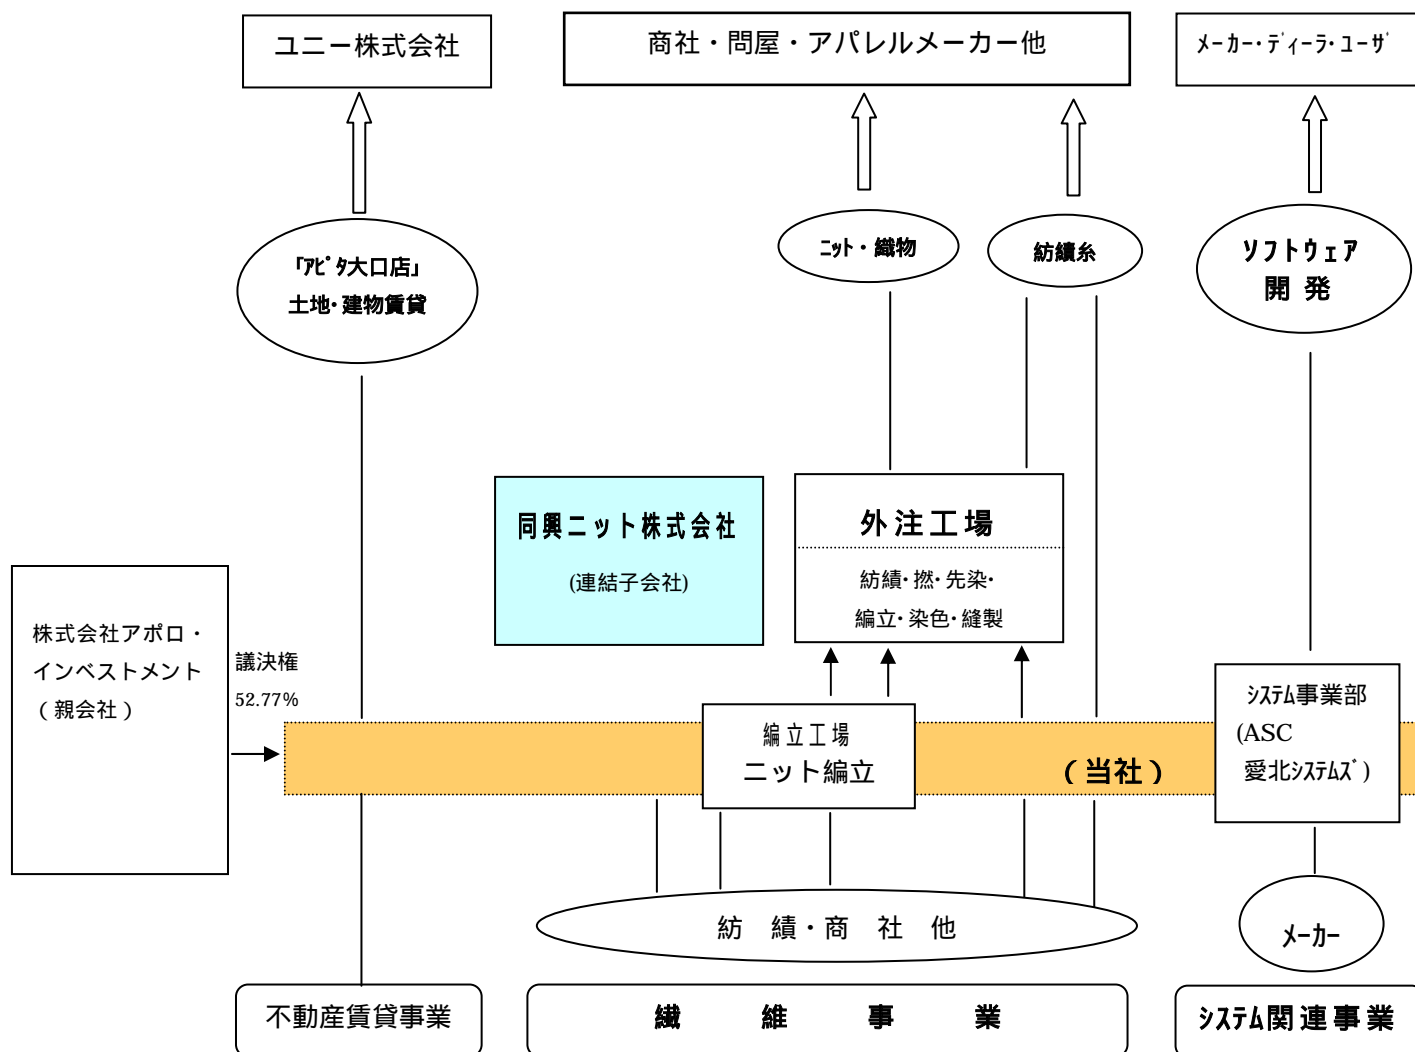 ユニー株式会社
商社・問屋・アパレルメーカー他
メーカー・ディーラ・ユーザ
「アピタ大口店」
土地・建物賃貸
ニット・織物
紡績糸
ソフトウェア
開 発
同興ニット株式会社
(連結子会社)
外注工場
紡績・撚・先染・
編立・染色・縫製
株式会社アポロ・
インベストメント
（親会社）
議決権
52.77%
編立工場
ニット編立
（当社）
システム事業部
(ASC
愛北システムズ)
紡 績・商 社 他
メーカー
不動産賃貸事業
繊 維 事 業
システム関連事業